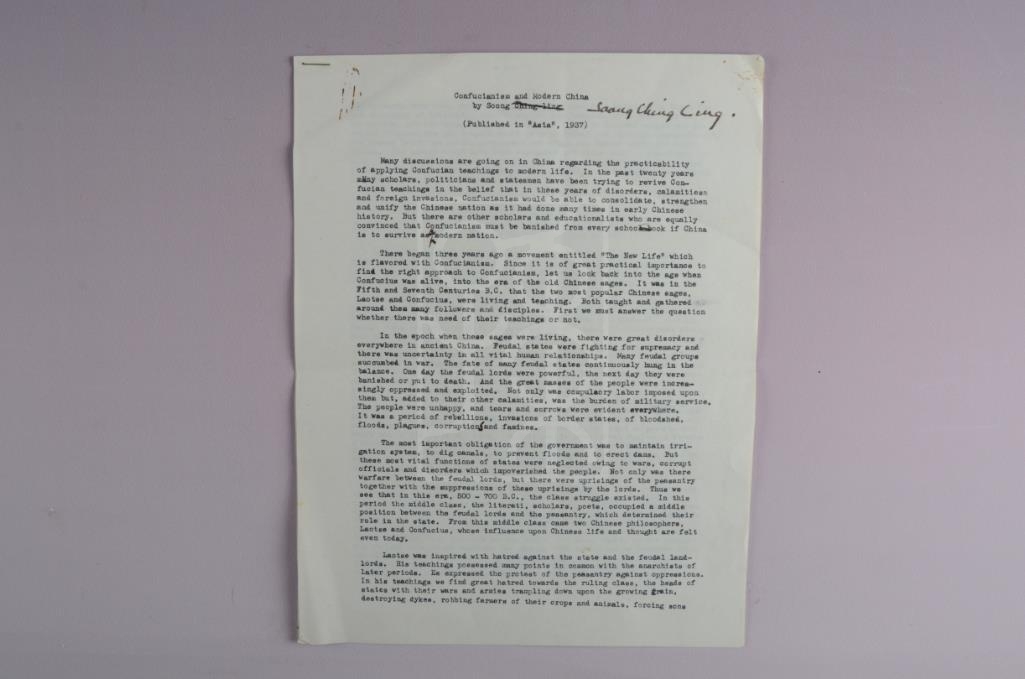 Confucianism and Modern China
by Soong Ching-ling
Soong Ching Ling.
(Published in "Asia", 1937)
Many discussions are going on in China regarding the practicability
of applying Confucian teachings to modern life. In the past twenty years
many scholars, politicians and statesmen have been trying to revive Con-
fucian teachings in the belief that in these years of disorders, calamities
and foreign invasions, Confucianism would be able to consolidate, strengthen
and unify the Chinese nation as it had done many times in early Chinese
history. But there are other scholars and educationalists who are equally
convinced that Confucianism must be banished from every school book if China
is to survive as modern nation.
There began three years ago a movement entitled "The New Life" which
is flavored with Confucianism. Since it is of great practical importance to
find the right approach to Confucianism, let us look back into the age when
Confucius was alive, into the era of the old Chinese sages. It was in the
Fifth and Seventh Centuries B.C. that the two most popular Chinese sages,
Laotse and Confucius, were living and teaching. Both taught and gathered
around them many followers and disciples. First we must answer the question
whether there was need of their teachings or not.
In the epoch when these sages were living, there were great disorders
everywhere in ancient China. Feudal states were fighting for supremacy and
there was uncertainty in all vital human relationships. Many feudal groups
succumbed in war. The fate of many feudal states continuously hung in the
balance. One day the feudal lords were powerful, the next day they were
banished or put to death. And the great masses of the people were increa-
singly oppressed and exploited. Not only was compulsory labor imposed upon
them but, added to their other calamities, was the burden of military service.
The people were unhappy, and tears and sorrows were evident everywhere.
It was a period of rebellions, invasions of border states, of bloodshed,
floods, plagues, corruption and famines.
The most important obligation of the government was to maintain irri-
gation system, to dig canals, to prevent floods and to erect dams. But
these most vital functions of states were neglected owing to wars, corrupt
officials and disorders which impoverished the people. Not only was there
warfare between the feudal lords, but there were uprisings of the peasantry
together with the suppressions of these uprisings by the lords. Thus we
see that in this era, 500 - 700 B.C., the class struggle existed. In this
period the middle class, the literati, scholars, poets, occupied a middle
position between the feudal lords and the peasantry, which determined their
role in the state. From this middle class came two Chinese philosophers,
Laotse and Confucius, whose influence upon Chinese life and thought are felt
even today.
Laotse was inspired with hatred against the state and the feudal land-
lords. His teachings possessed many points in common with the anarchists of
later periods. He expressed the protest of the peasantry against oppressions.
In his teachings we find great hatred towards the ruling class, the heads of
states with their wars and armies trampling down upon the growing grain,
destroying dykes, robbing farmers of their crops and animals, forcing sons